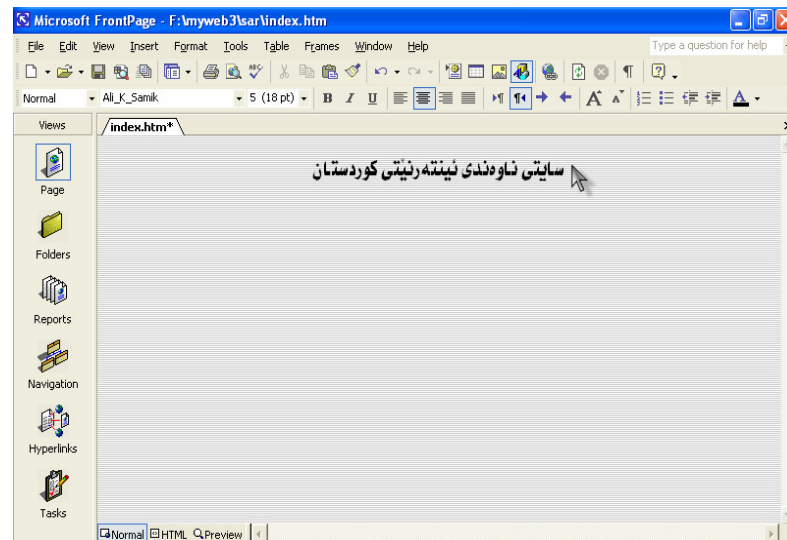 Microsoft FrontPage - F:\myweb3\sar\index.htm
File Edit View Insert Format Tools Table Frames Window Help Type a question for help
Normal Ali_K_Samik 5 (18 pt) B I U A A A
Views
index.htm*
سایتی ناوەندی ئینتەرنێتی کوردستان
Page
Folders
Reports
Navigation
Hyperlinks
Tasks
Normal HTML Preview